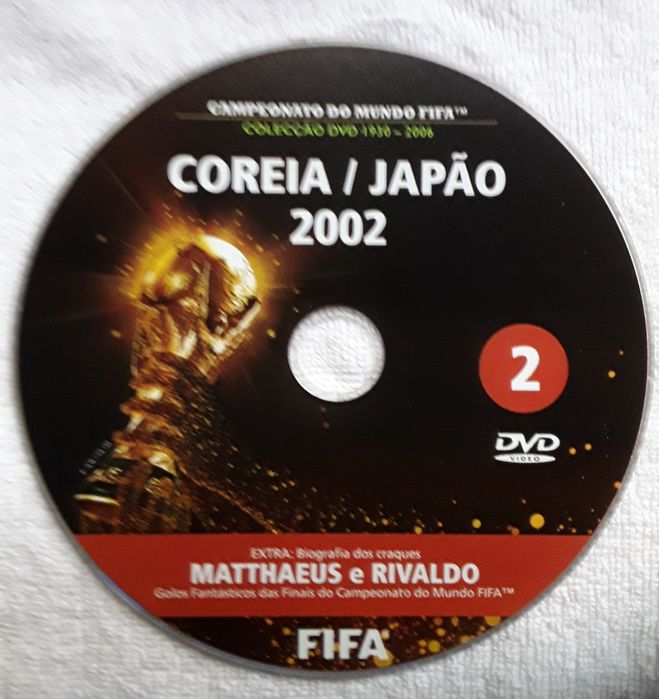 CAMPEONATO DO MUNDO FIFA™
COLECÇÃO DVD 1930 - 2006
COREIA / JAPÃO
2002
2
DVD
VIDEO
EXTRA: Biografia dos craques
MATTHAEUS e RIVALDO
Golos Fantásticos das Finais do Campeonato do Mundo FIFA™
FIFA